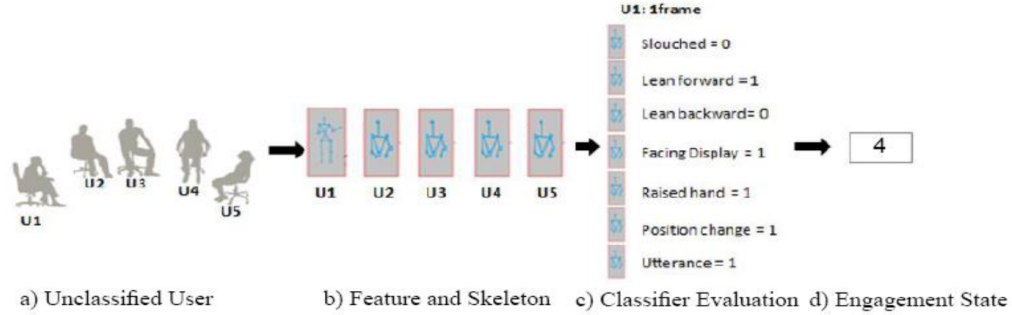 U1: 1frame
Slouched = 0
Lean forward = 1
Lean backward= 0
Facing Display = 1
Raised hand = 1
Position change = 1
Utterance = 1
4
U1
U2
U3
U4
U5
U1
U2
U3
U4
U5
a) Unclassified User
b) Feature and Skeleton
c) Classifier Evaluation
d) Engagement State